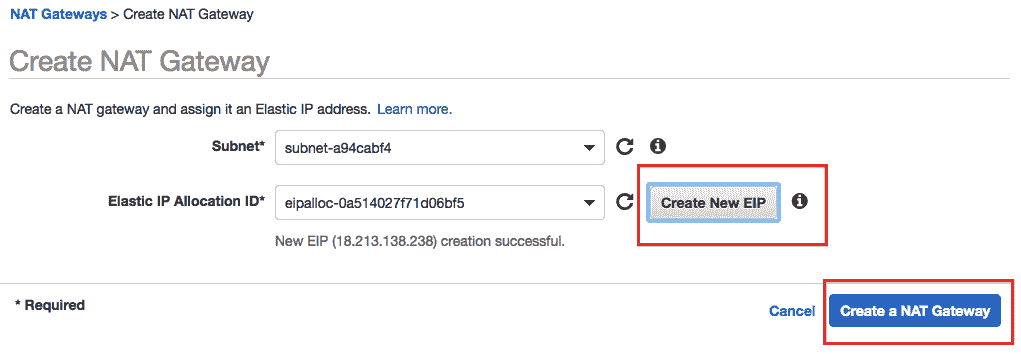 NAT Gateways > Create NAT Gateway
Create NAT Gateway
Create a NAT gateway and assign it an Elastic IP address. Learn more.
Subnet* subnet-a94cabf4
Elastic IP Allocation ID* eipalloc-0a514027f71d06bf5 Create New EIP
New EIP (18.213.138.238) creation successful.
* Required Cancel Create a NAT Gateway